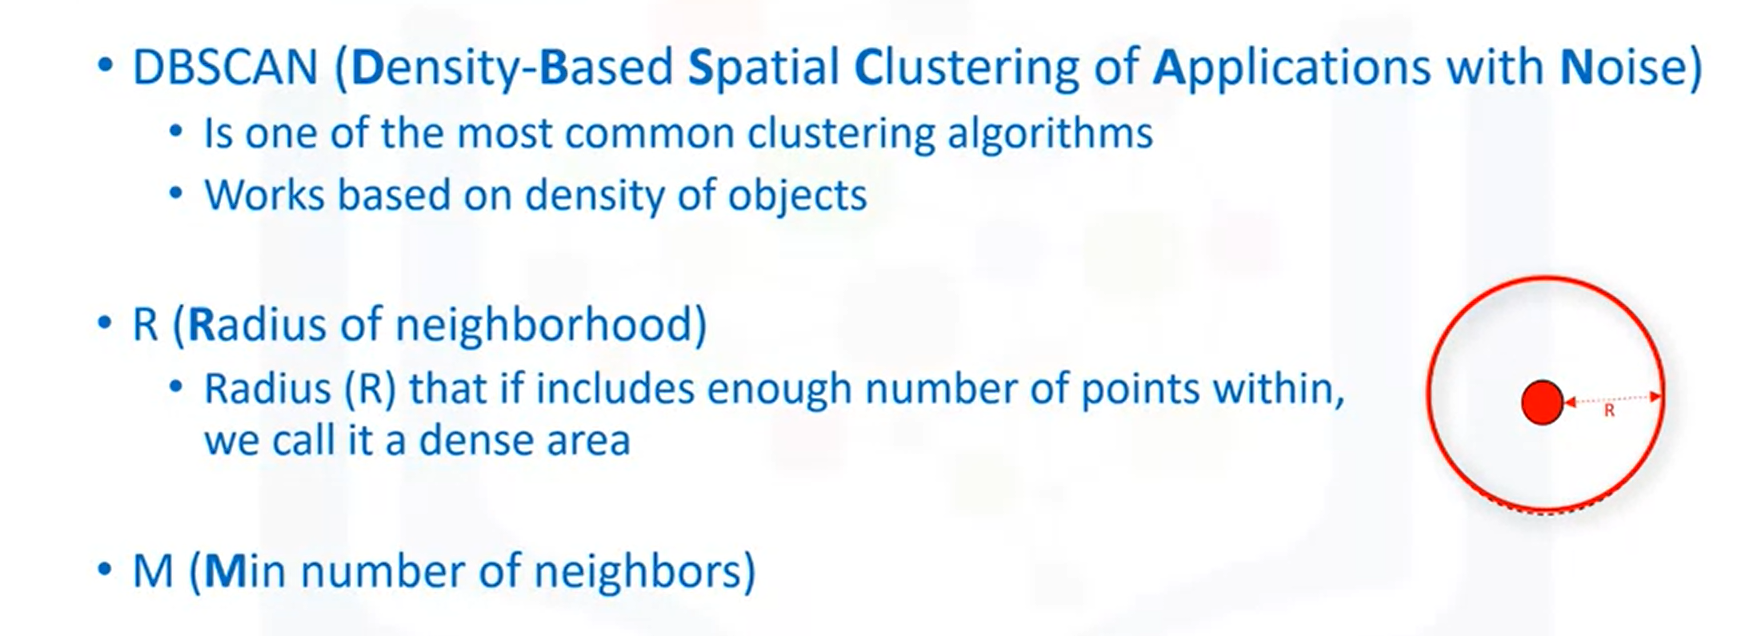 • DBSCAN (Density-Based Spatial Clustering of Applications with Noise)
• Is one of the most common clustering algorithms
• Works based on density of objects
• R (Radius of neighborhood)
• Radius (R) that if includes enough number of points within,
we call it a dense area
R
• M (Min number of neighbors)